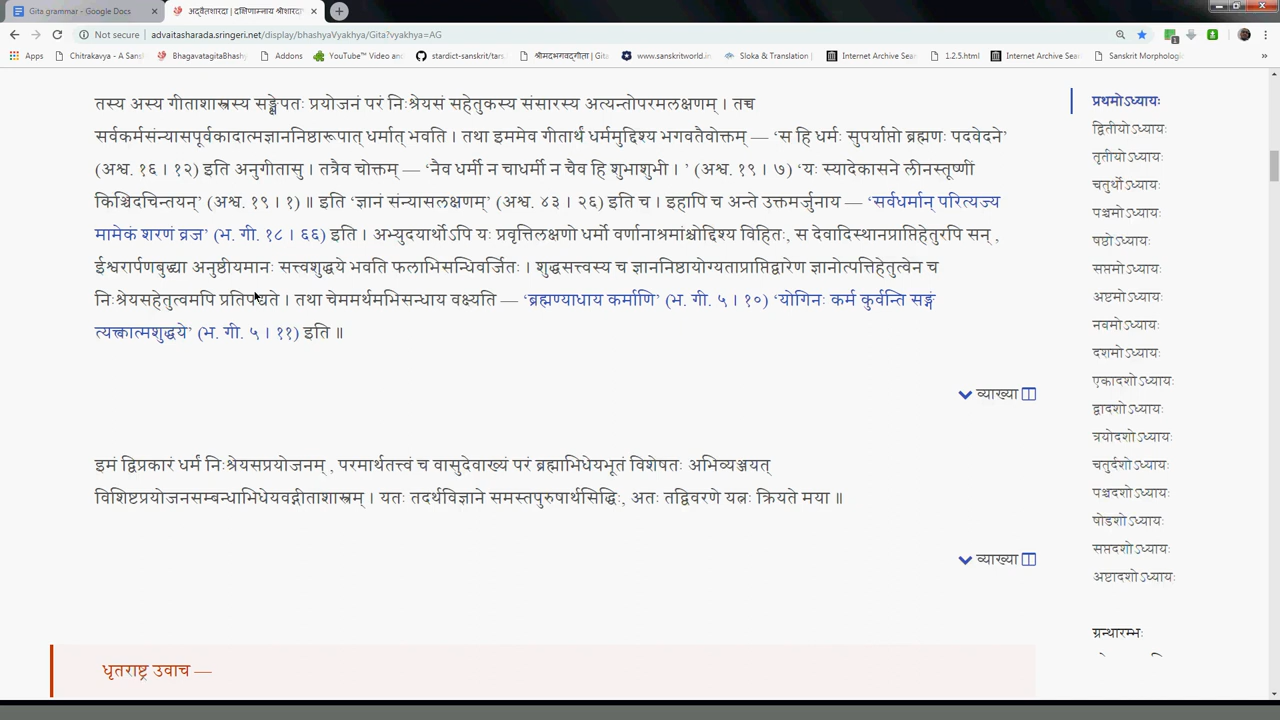 Gita grammar - Google Docs
अद्वैतशारदा | दक्षिणाम्नाय श्रीशारदा
Not secure | advaitasharada.sringeri.net/display/bhashyaVyakhya/Gita?vyakhya=AG
Apps Chitrakavya - A Sansk BhagavatgitaBhashy Addons YouTube™ Video and stardict-sanskrit/tars श्रीमद्भगवद्गीता | Gita www.sanskritworld.in Sloka & Translation | Internet Archive Sear 1.2.5.html Internet Archive Sear Sanskrit Morphologic
तस्य अस्य गीताशास्त्रस्य सङ्क्षेपतः प्रयोजनं परं निःश्रेयसं सहेतुकस्य संसारस्य अत्यन्तोपरमलक्षणम् । तच्च
सर्वकर्मसंन्यासपूर्वकादात्मज्ञाननिष्ठारूपात् धर्मात् भवति । तथा इममेव गीतार्थं धर्ममुद्दिश्य भगवतैवोक्तम् — ‘स हि धर्मः सुपर्याप्तो ब्रह्मणः पदवेदने’
(अश्व. १६ । १२) इति अनुगीतासु । तत्रैव चोक्तम् — ‘नैव धर्मी न चाधर्मी न चैव हि शुभाशुभी । ’ (अश्व. १९ । ७) ‘यः स्यादेकासने लीनस्तूष्णीं
किञ्चिदचिन्तयन्’ (अश्व. १९ । १) ॥ इति ‘ज्ञानं संन्यासलक्षणम्’ (अश्व. ४३ । २६) इति च । इहापि च अन्ते उक्तमर्जुनाय — ‘सर्वधर्मान् परित्यज्य
मामेकं शरणं व्रज’ (भ. गी. १८ । ६६) इति । अभ्युदयार्थोऽपि यः प्रवृत्तिलक्षणो धर्मो वर्णानाश्रमांश्चोद्दिश्य विहितः, स देवादिस्थानप्राप्तिहेतुरपि सन् ,
ईश्वरार्पणबुद्ध्या अनुष्ठीयमानः सत्त्वशुद्धये भवति फलाभिसन्धिवर्जितः । शुद्धसत्त्वस्य च ज्ञाननिष्ठायोग्यताप्राप्तिद्वारेण ज्ञानोत्पत्तिहेतुत्वेन च
निःश्रेयसहेतुत्वमपि प्रतिपद्यते । तथा चेममर्थमभिसन्धाय वक्ष्यति — ‘ब्रह्मण्याधाय कर्माणि’ (भ. गी. ५ । १०) ‘योगिनः कर्म कुर्वन्ति सङ्गं
त्यक्त्वात्मशुद्धये’ (भ. गी. ५ । ११) इति ॥
व्याख्या
इमं द्विप्रकारं धर्मं निःश्रेयसप्रयोजनम् , परमार्थतत्त्वं च वासुदेवाख्यं परं ब्रह्माभिधेयभूतं विशेषतः अभिव्यञ्जयत्
विशिष्टप्रयोजनसम्बन्धाभिधेयवद्गीताशास्त्रम् । यतः तदर्थविज्ञाने समस्तपुरुषार्थसिद्धिः, अतः तद्विवरणे यत्नः क्रियते मया ॥
व्याख्या
धृतराष्ट्र उवाच —
प्रथमोऽध्यायः
द्वितीयोऽध्यायः
तृतीयोऽध्यायः
चतुर्थोऽध्यायः
पञ्चमोऽध्यायः
षष्ठोऽध्यायः
सप्तमोऽध्यायः
अष्टमोऽध्यायः
नवमोऽध्यायः
दशमोऽध्यायः
एकादशोऽध्यायः
द्वादशोऽध्यायः
त्रयोदशोऽध्यायः
चतुर्दशोऽध्यायः
पञ्चदशोऽध्यायः
षोडशोऽध्यायः
सप्तदशोऽध्यायः
अष्टादशोऽध्यायः
ग्रन्थारम्भः